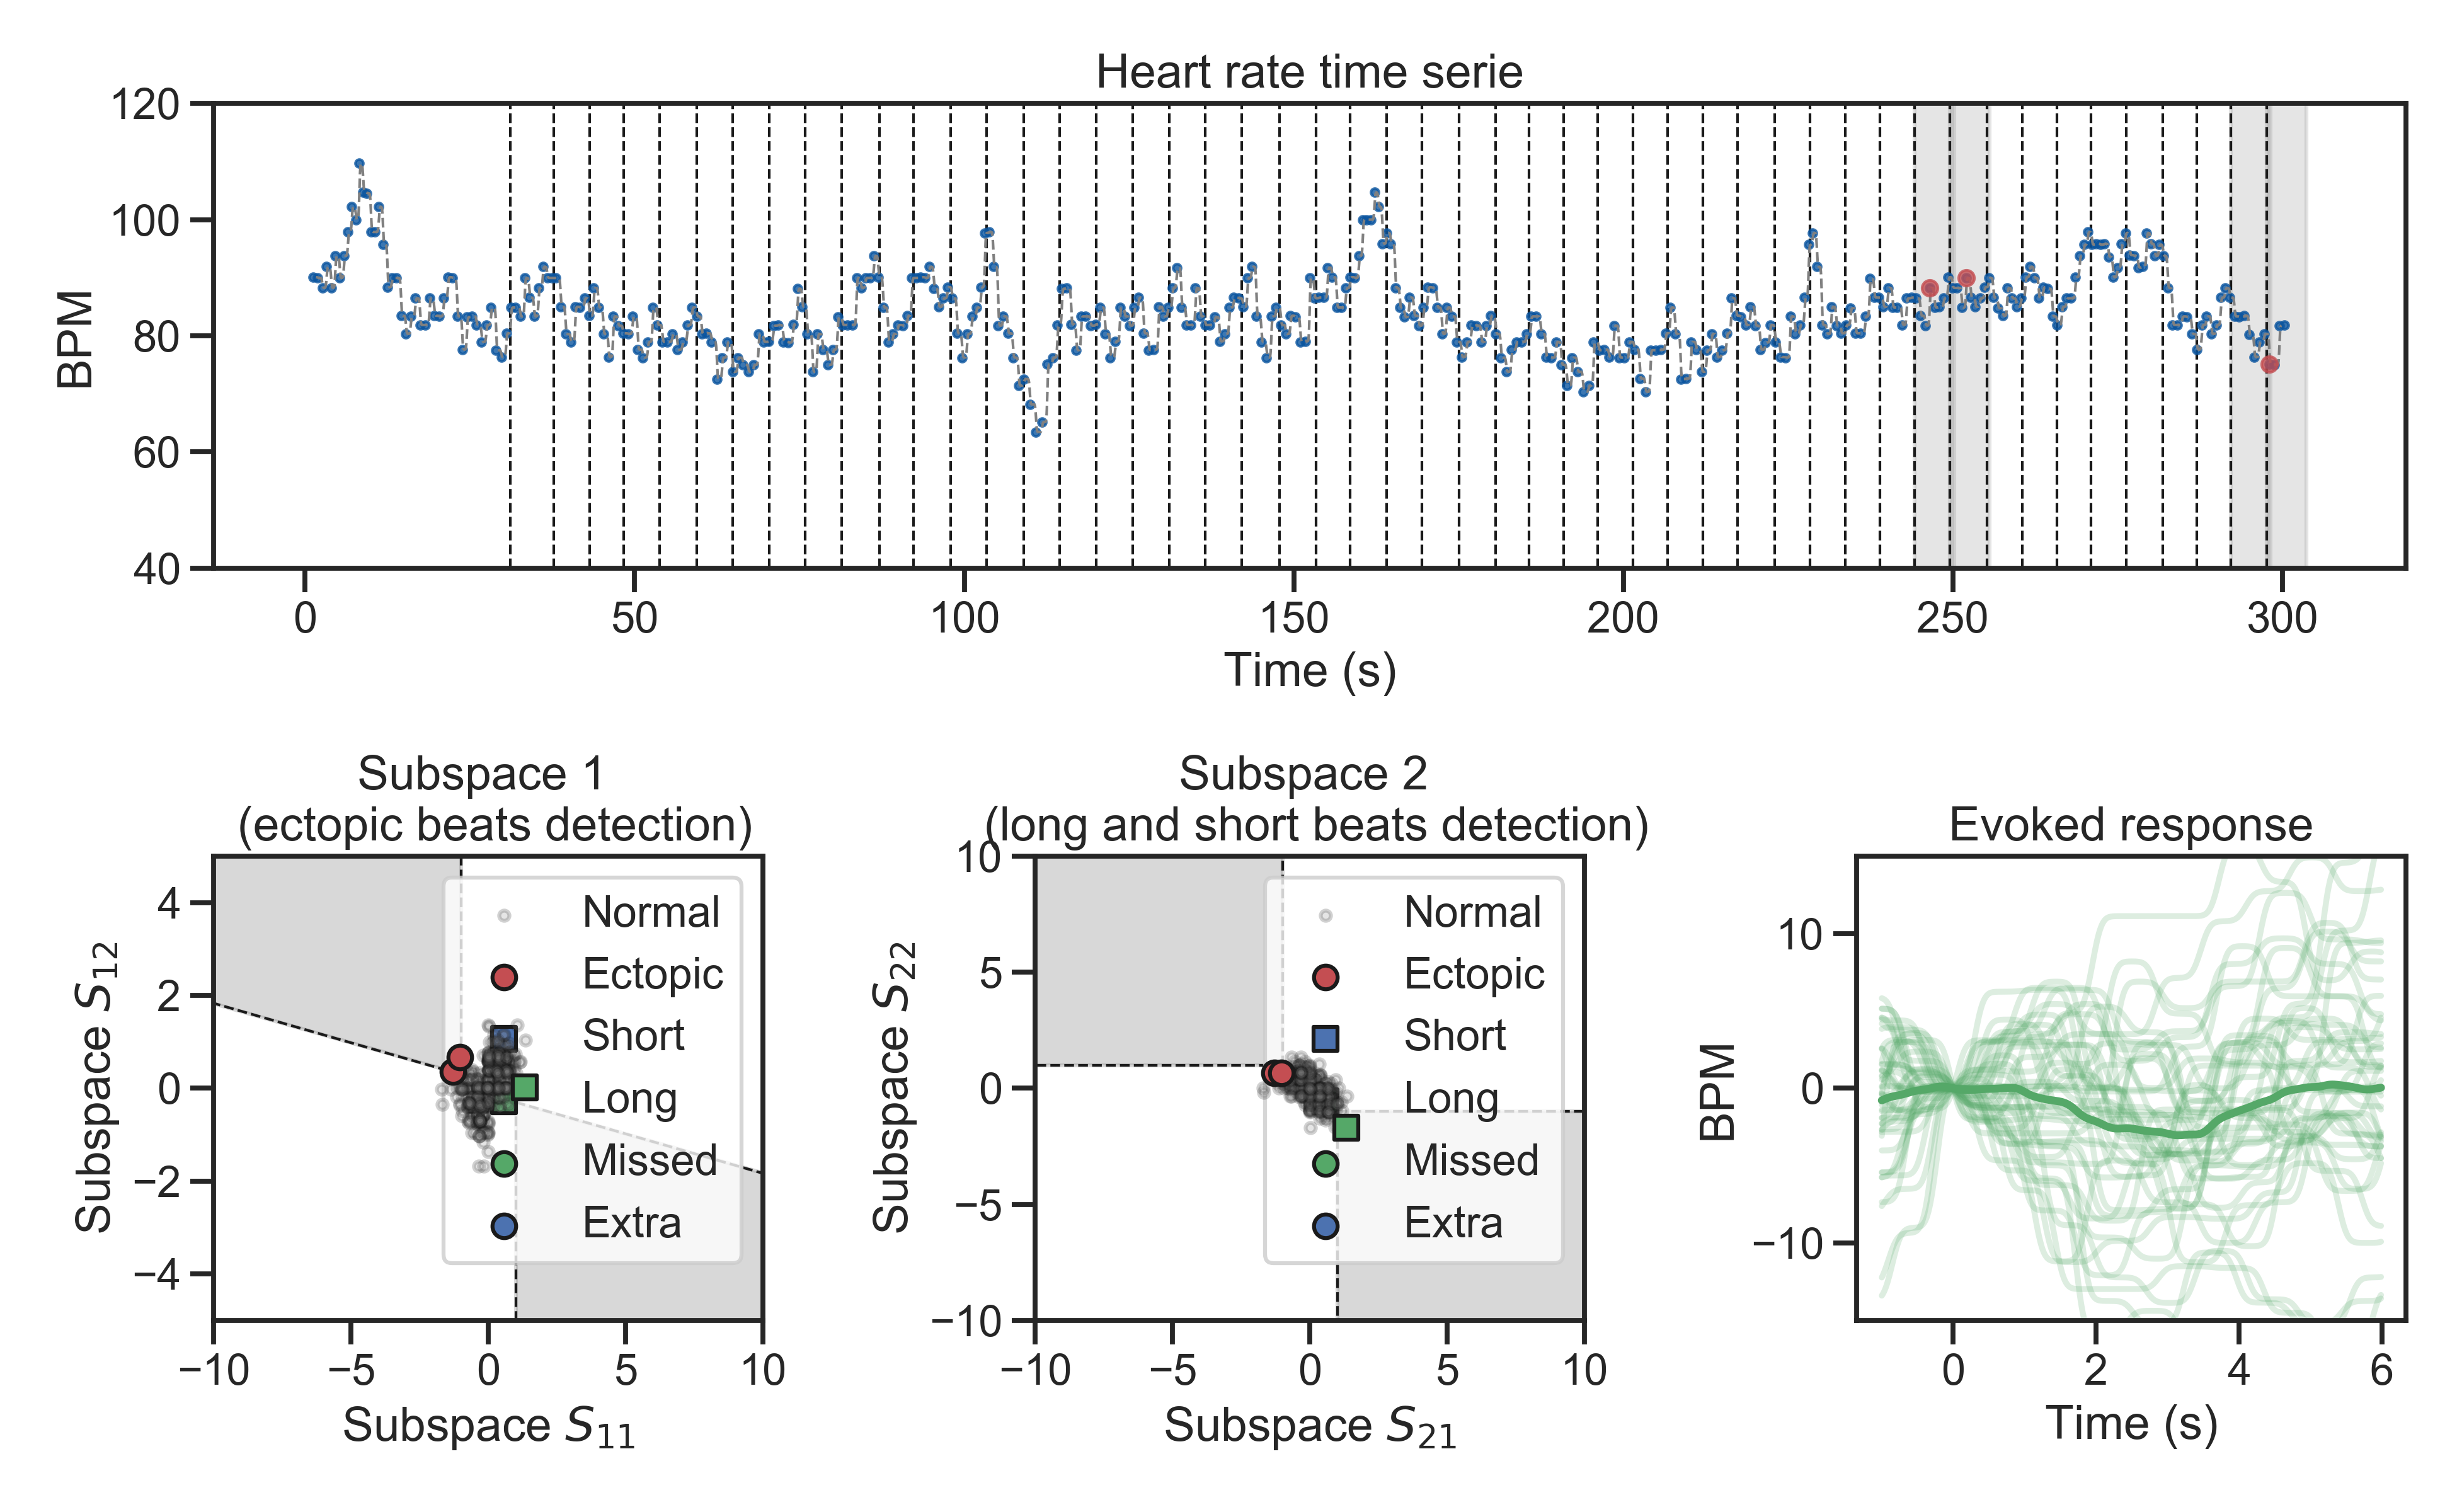 Heart rate time serie
120
100
80
60
40
BPM
0 50 100 150 200 250 300
Time (s)
Subspace 1
(ectopic beats detection)
4
2
0
−2
−4
Subspace S12
Normal
Ectopic
Short
Long
Missed
Extra
−10 −5 0 5 10
Subspace S11
Subspace 2
(long and short beats detection)
10
5
0
−5
−10
Subspace S22
Normal
Ectopic
Short
Long
Missed
Extra
−10 −5 0 5 10
Subspace S21
Evoked response
10
0
−10
BPM
0 2 4 6
Time (s)